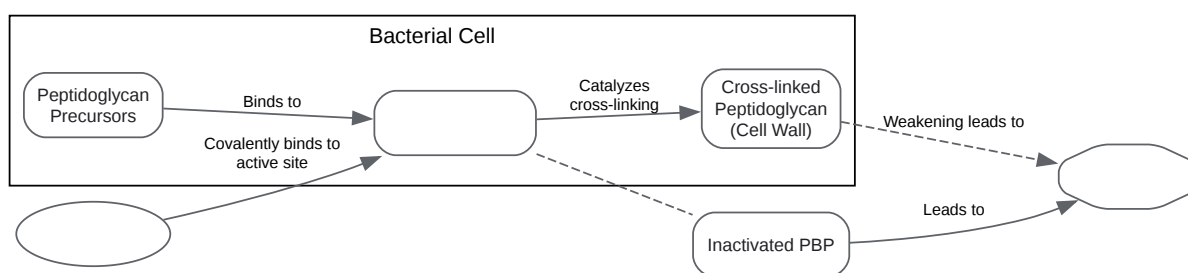 Bacterial Cell
Peptidoglycan
Precursors
Binds to
Catalyzes
cross-linking
Cross-linked
Peptidoglycan
(Cell Wall)
Weakening leads to
Covalently binds to
active site
Inactivated PBP
Leads to